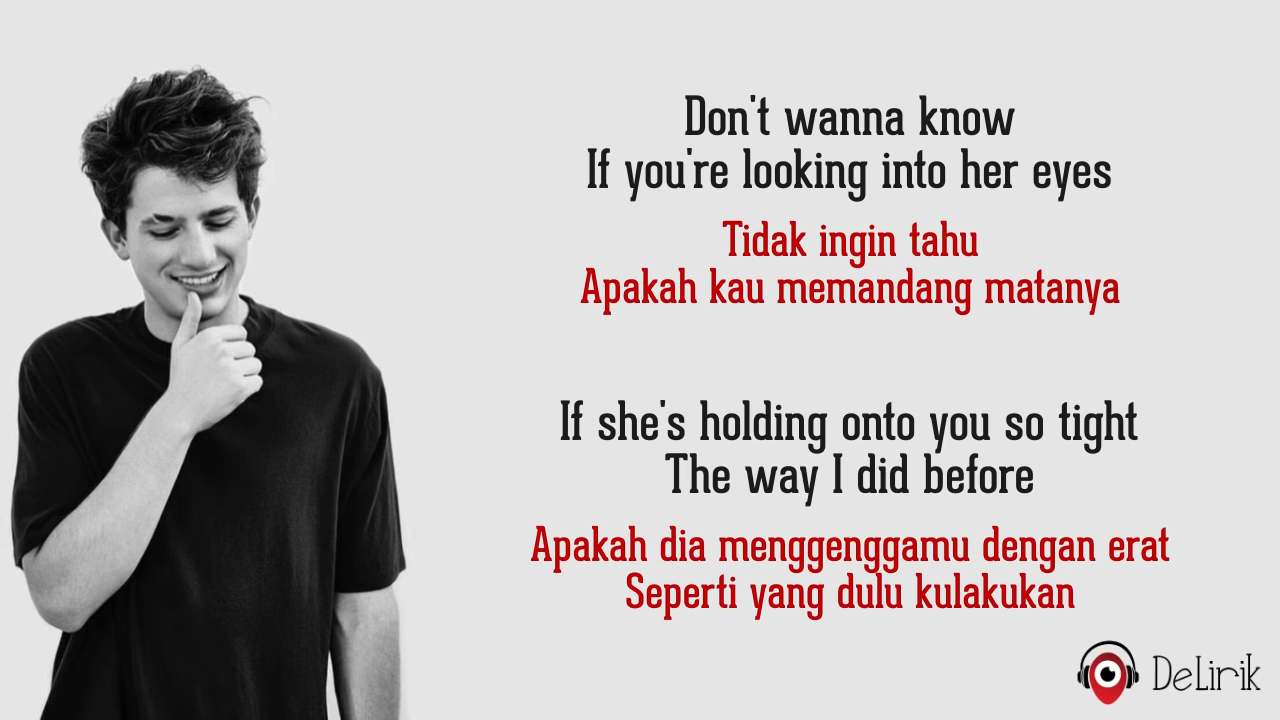 Don't wanna know
If you're looking into her eyes
Tidak ingin tahu
Apakah kau memandang matanya
If she's holding onto you so tight
The way I did before
Apakah dia menggenggamu dengan erat
Seperti yang dulu kulakukan
DeLirik